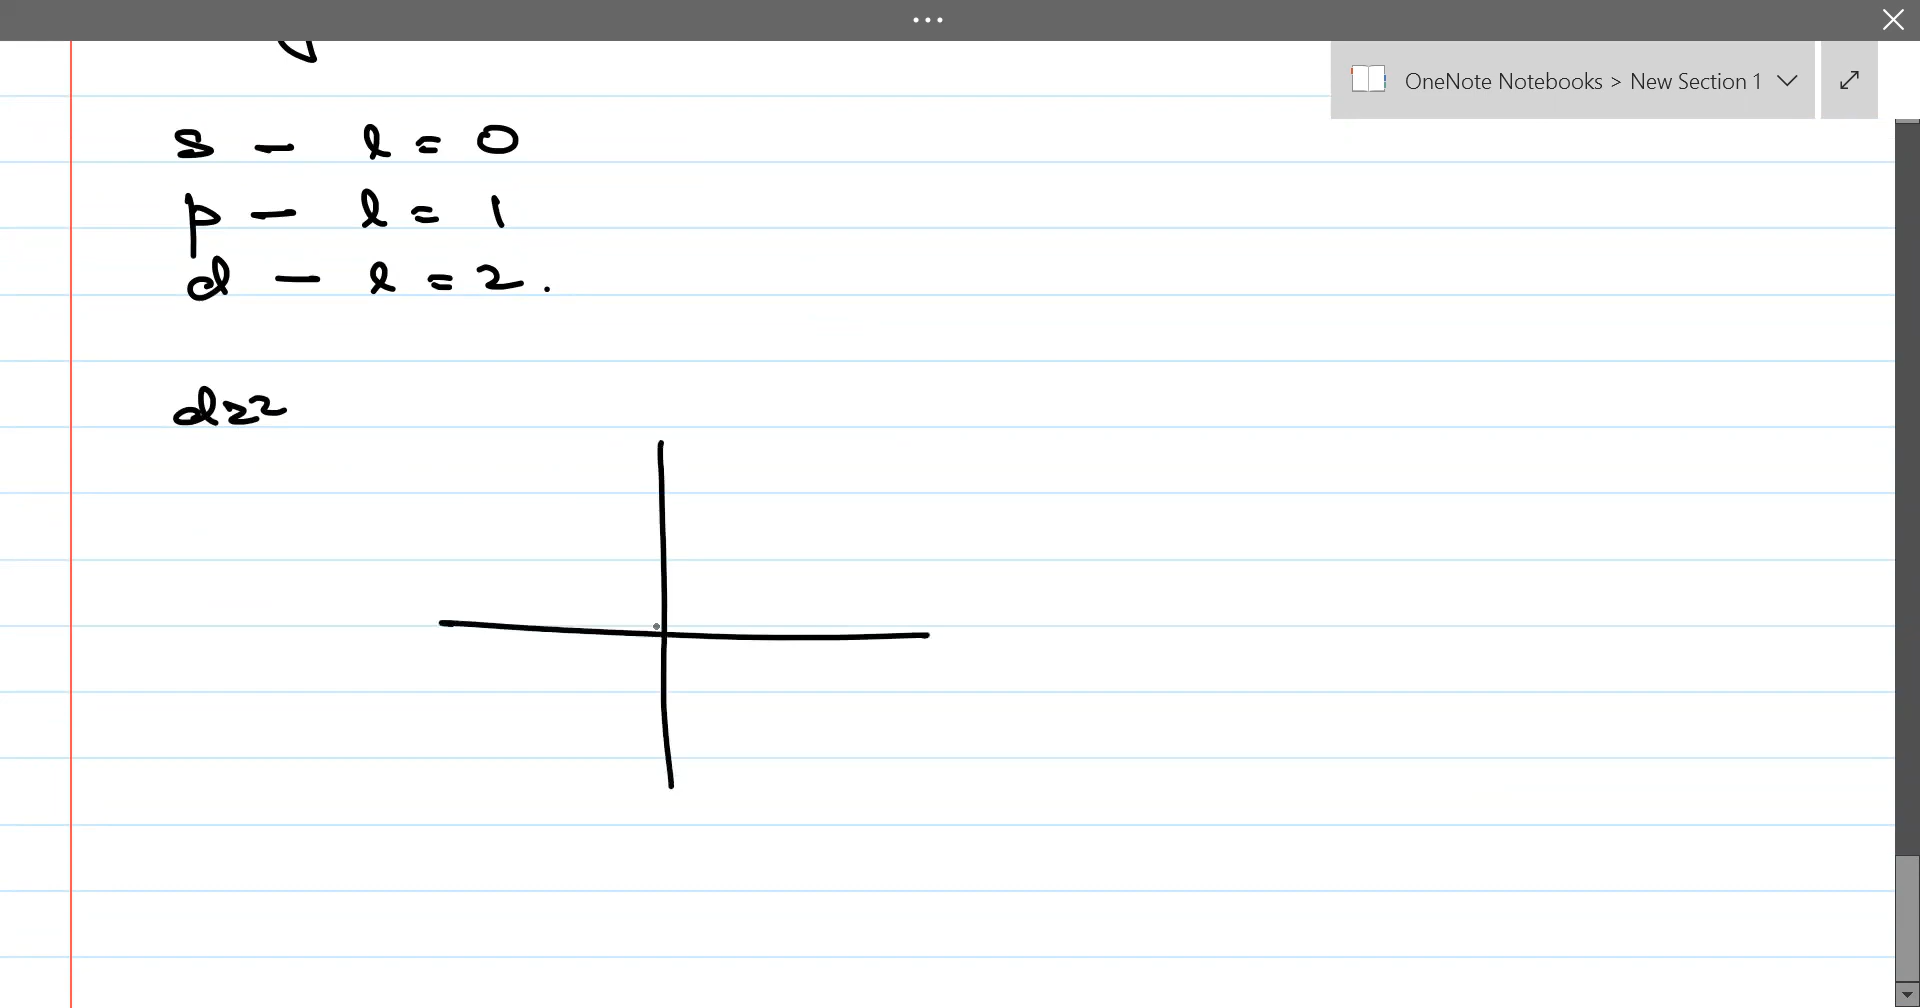 OneNote Notebooks > New Section 1
s - l = 0
p - l = 1
d - l = 2.
dz2